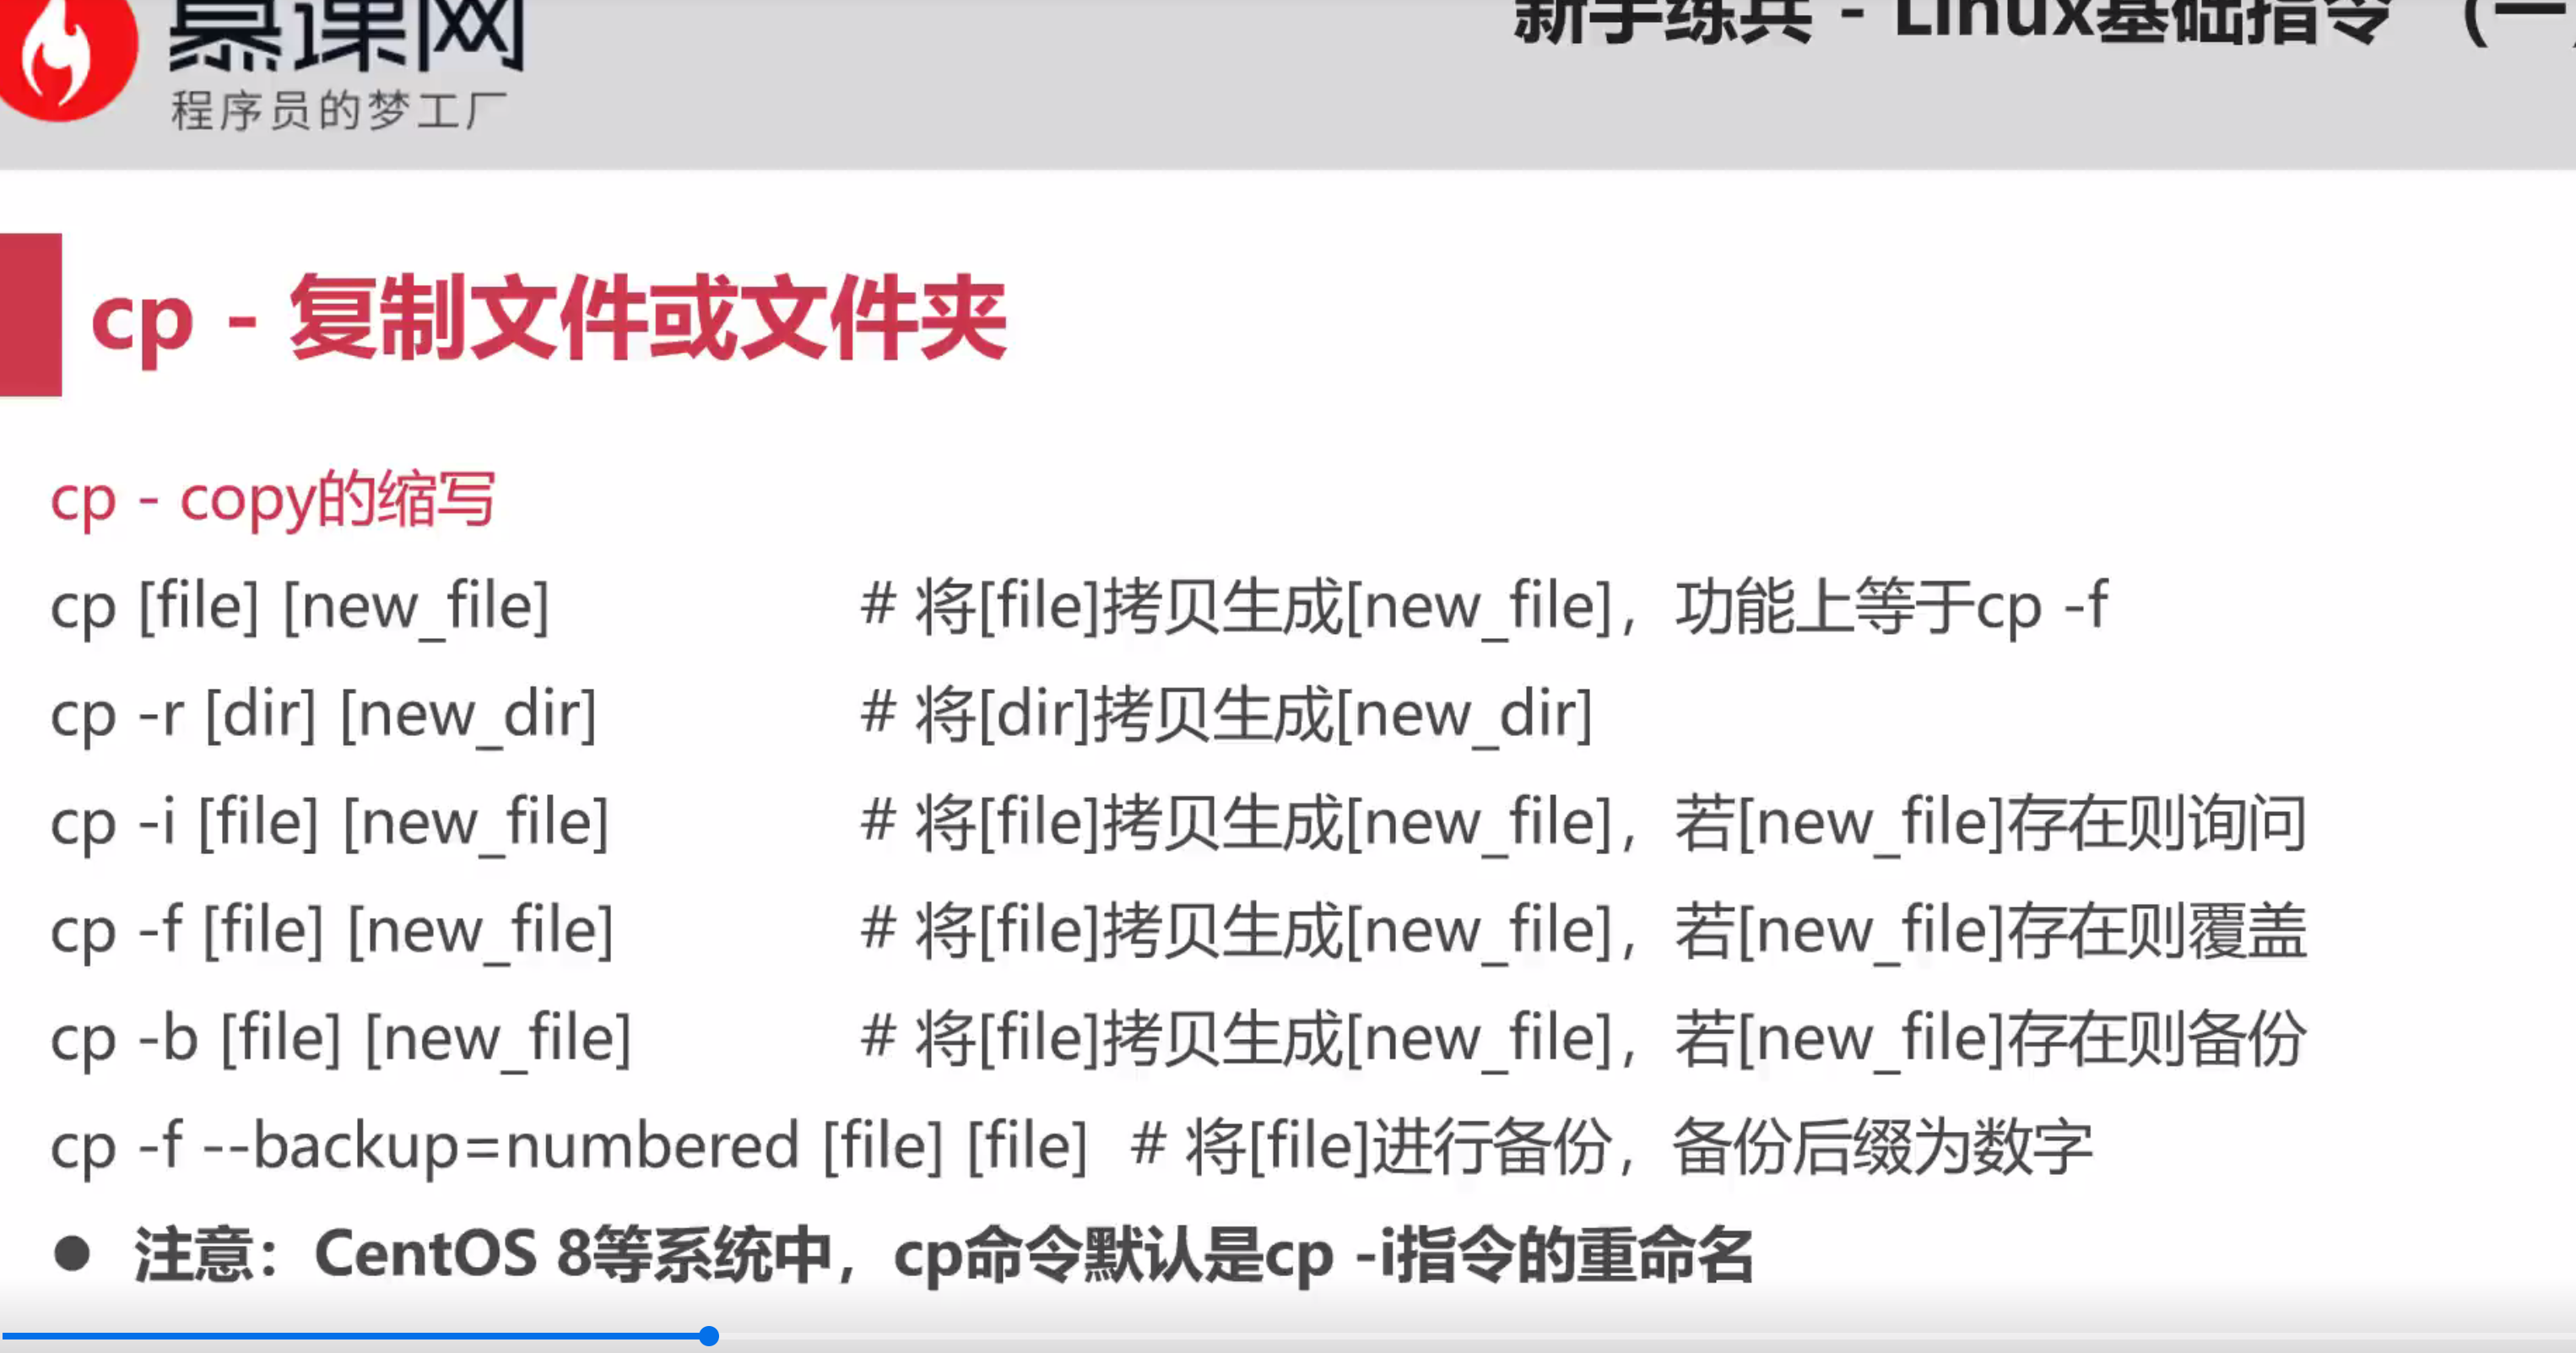 慕课网
程序员的梦工厂
新手练兵 - Linux基础指令 （一
cp - 复制文件或文件夹
cp - copy的缩写
cp [file] [new_file] # 将[file]拷贝生成[new_file]，功能上等于cp -f
cp -r [dir] [new_dir] # 将[dir]拷贝生成[new_dir]
cp -i [file] [new_file] # 将[file]拷贝生成[new_file]，若[new_file]存在则询问
cp -f [file] [new_file] # 将[file]拷贝生成[new_file]，若[new_file]存在则覆盖
cp -b [file] [new_file] # 将[file]拷贝生成[new_file]，若[new_file]存在则备份
cp -f --backup=numbered [file] [file] # 将[file]进行备份，备份后缀为数字
● 注意：CentOS 8等系统中，cp命令默认是cp -i指令的重命名